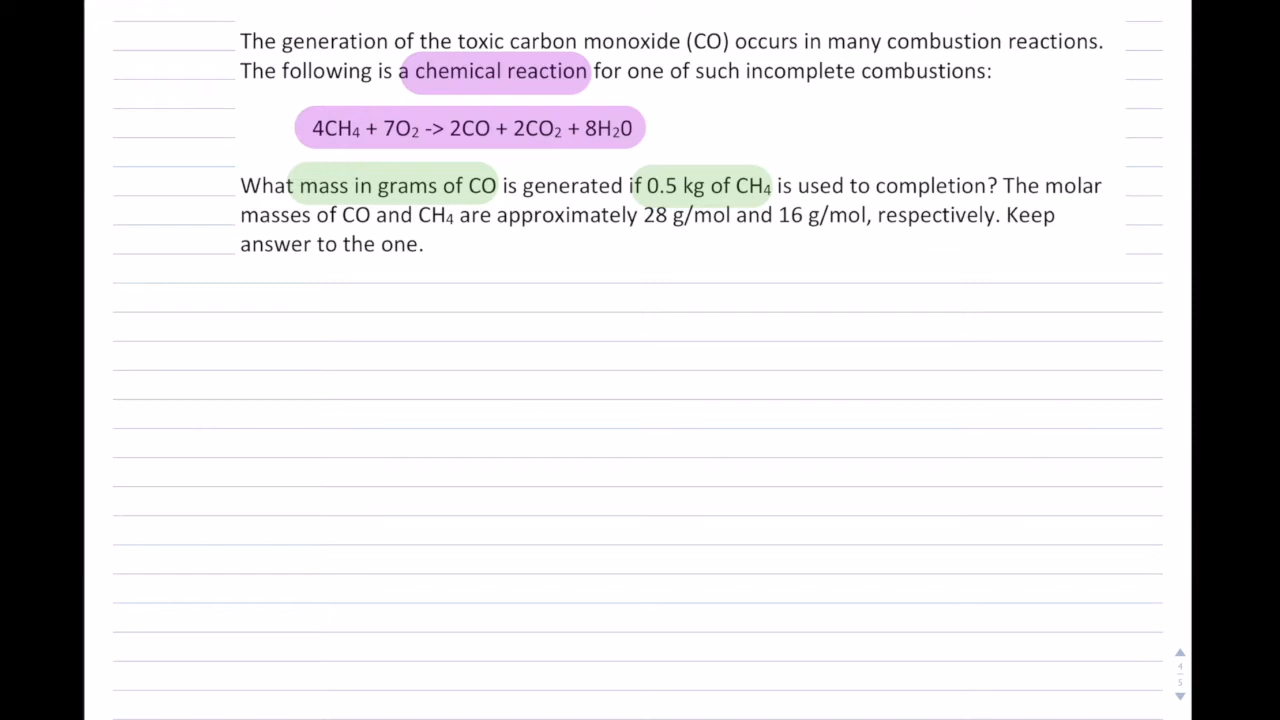 The generation of the toxic carbon monoxide (CO) occurs in many combustion reactions.
The following is a chemical reaction for one of such incomplete combustions:
4CH₄ + 7O₂ -> 2CO + 2CO₂ + 8H₂0
What mass in grams of CO is generated if 0.5 kg of CH₄ is used to completion? The molar
masses of CO and CH₄ are approximately 28 g/mol and 16 g/mol, respectively. Keep
answer to the one.
4
5